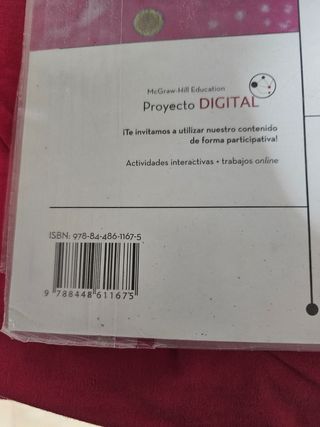 McGraw-Hill Education
Proyecto DIGITAL
¡Te invitamos a utilizar nuestro contenido
de forma participativa!
Actividades interactivas + trabajos online
ISBN: 978-84-486-1167-5
9 788448 611675